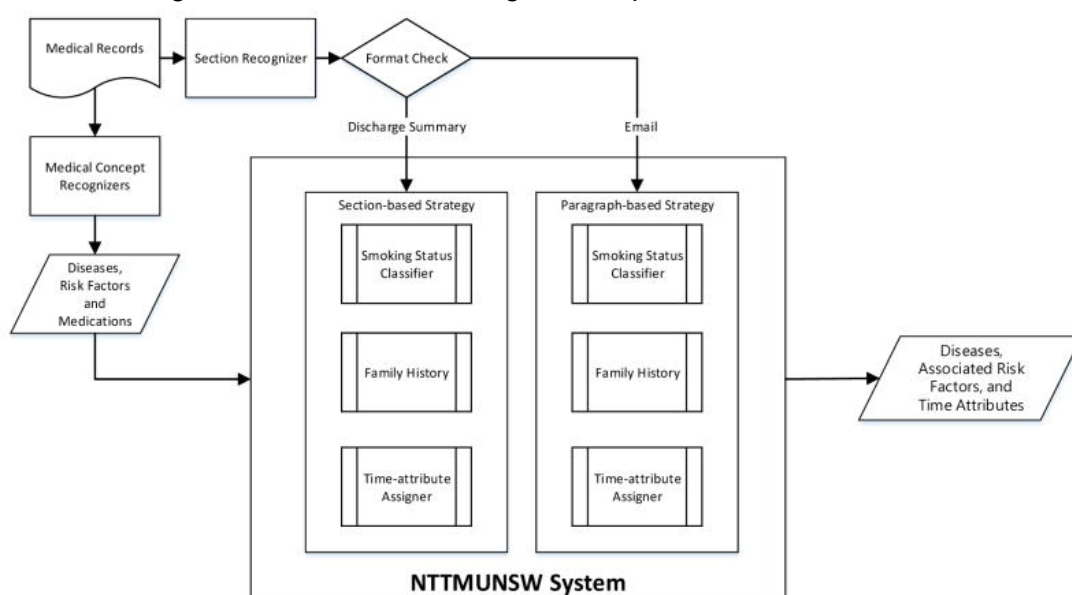 Medical Records
Section Recognizer
Format Check
Discharge Summary
Email
Medical Concept
Recognizers
Diseases,
Risk Factors
and
Medications
Section-based Strategy
Smoking Status
Classifier
Family History
Time-attribute
Assigner
Paragraph-based Strategy
Smoking Status
Classifier
Family History
Time-attribute
Assigner
NTTMUNSW System
Diseases,
Associated Risk
Factors, and
Time Attributes